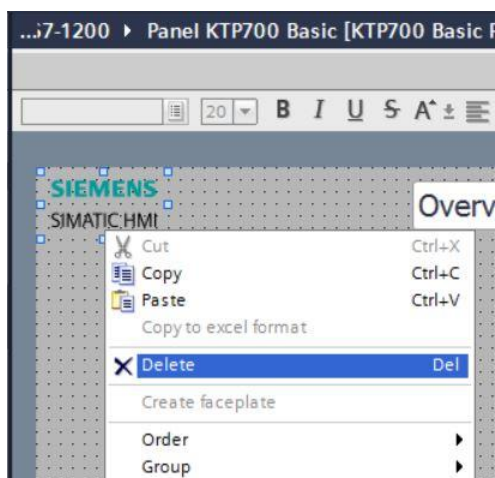 ...57-1200 ▸ Panel KTP700 Basic [KTP700 Basic P
20 B I U S A
SIEMENS
SIMATIC HMI
Overv
Cut Ctrl+X
Copy Ctrl+C
Paste Ctrl+V
Copy to excel format
Delete Del
Create faceplate
Order
Group